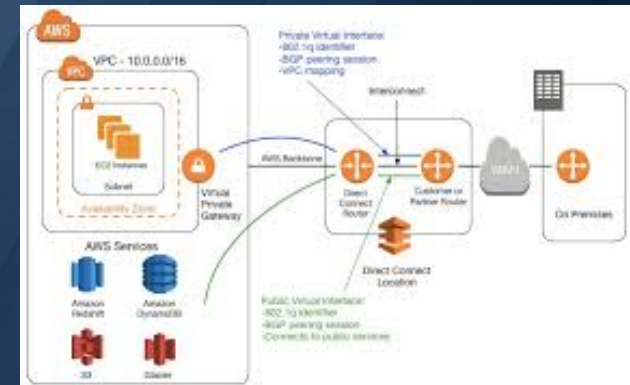 AWS
VPC - 10.0.0.0/16
VPC
EC2 Instances
Subnet
Availability Zone
Virtual
Private
Gateway
AWS Services
Amazon
Redshift
Amazon
DynamoDB
S3
Glacier
Private Virtual Interface:
-802.1q identifier
-BGP peering session
-VPC mapping
Interconnect
AWS Backbone
Direct
Connect
Router
Customer or
Partner Router
Direct Connect
Location
Public Virtual Interface:
-802.1q identifier
-BGP peering session
-Connects to public services
WAN
On Premises